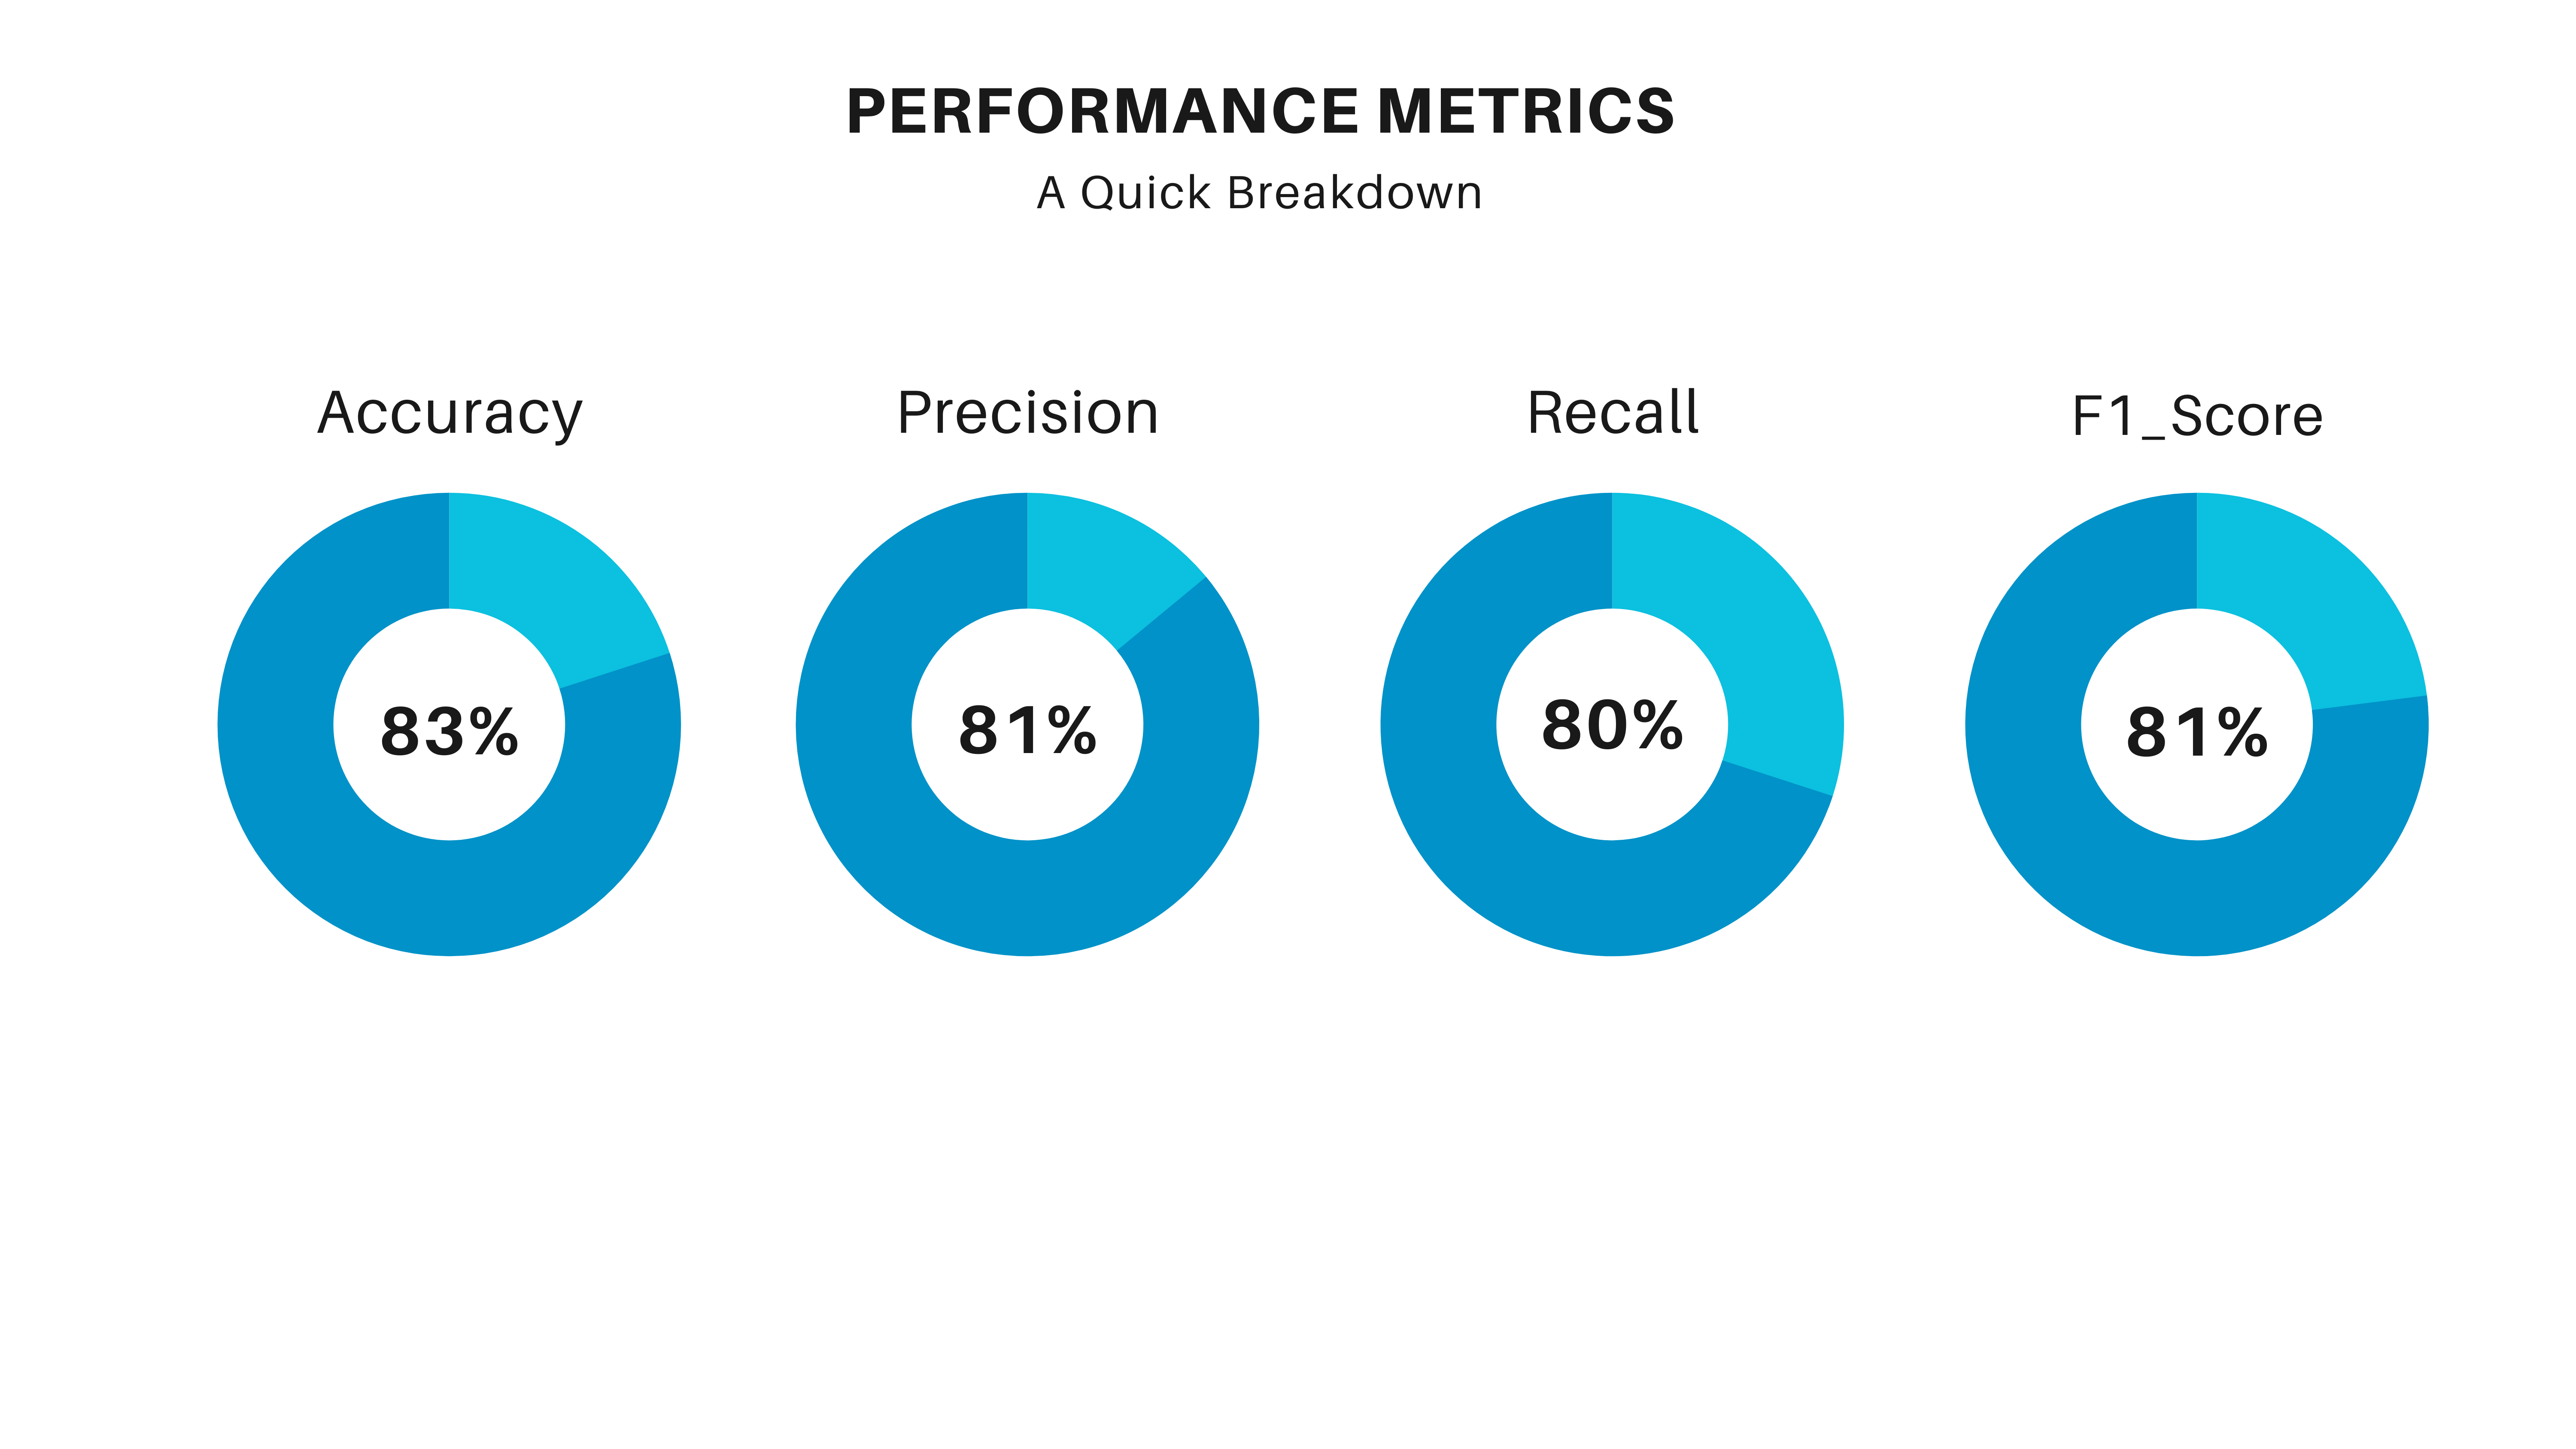 PERFORMANCE METRICS
A Quick Breakdown
Accuracy
Precision
Recall
F1_Score
83%
81%
80%
81%